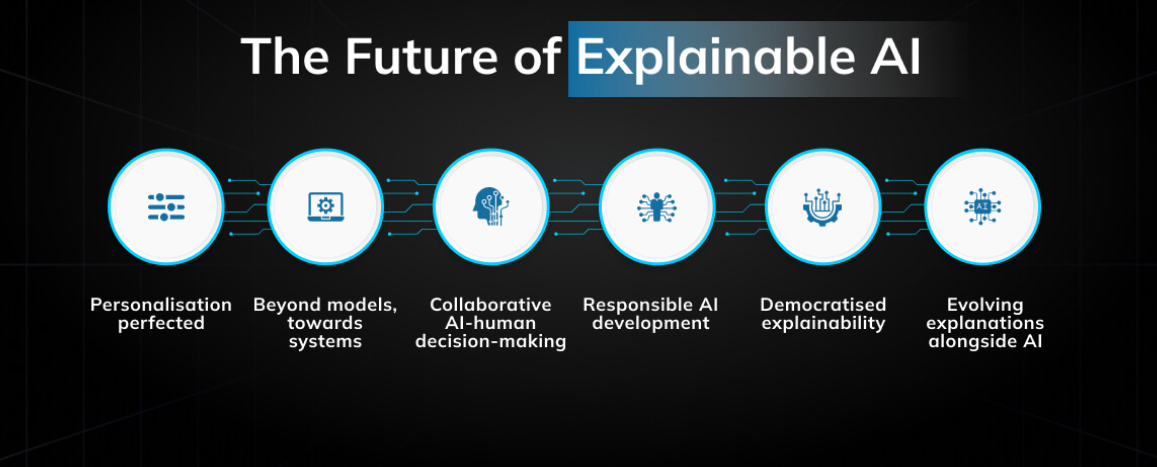 The Future of Explainable AI
AI
Personalisation
perfected
Beyond models,
towards
systems
Collaborative
AI-human
decision-making
Responsible AI
development
Democratised
explainability
Evolving
explanations
alongside AI